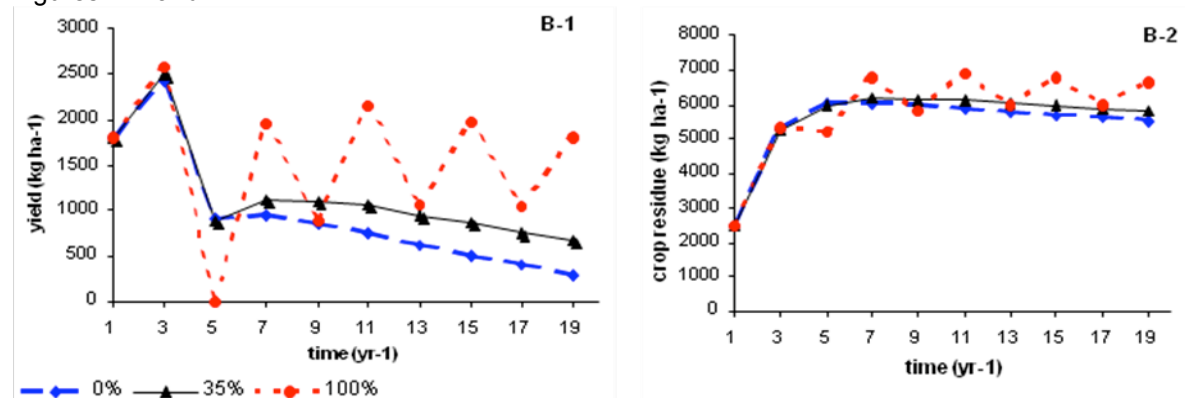 B-1
3000
2500
2000
1500
1000
500
0
yield (kg ha-1)
1 3 5 7 9 11 13 15 17 19
time (yr-1)
0% 35% 100%
B-2
8000
7000
6000
5000
4000
3000
2000
1000
0
crop residue (kg ha-1)
1 3 5 7 9 11 13 15 17 19
time (yr-1)